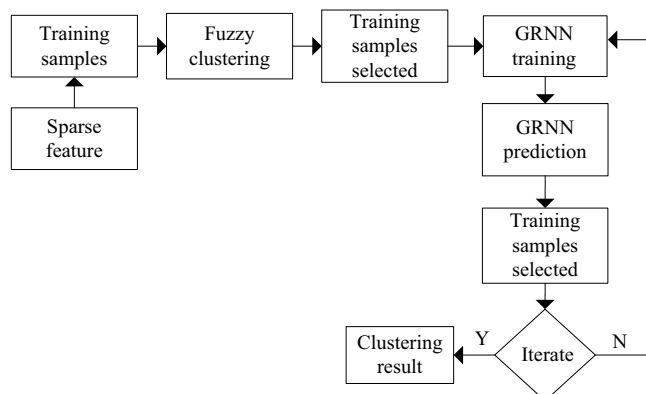 Training
samples
Fuzzy
clustering
Training
samples
selected
GRNN
training
Sparse
feature
GRNN
prediction
Training
samples
selected
Clustering
result
Y
Iterate
N